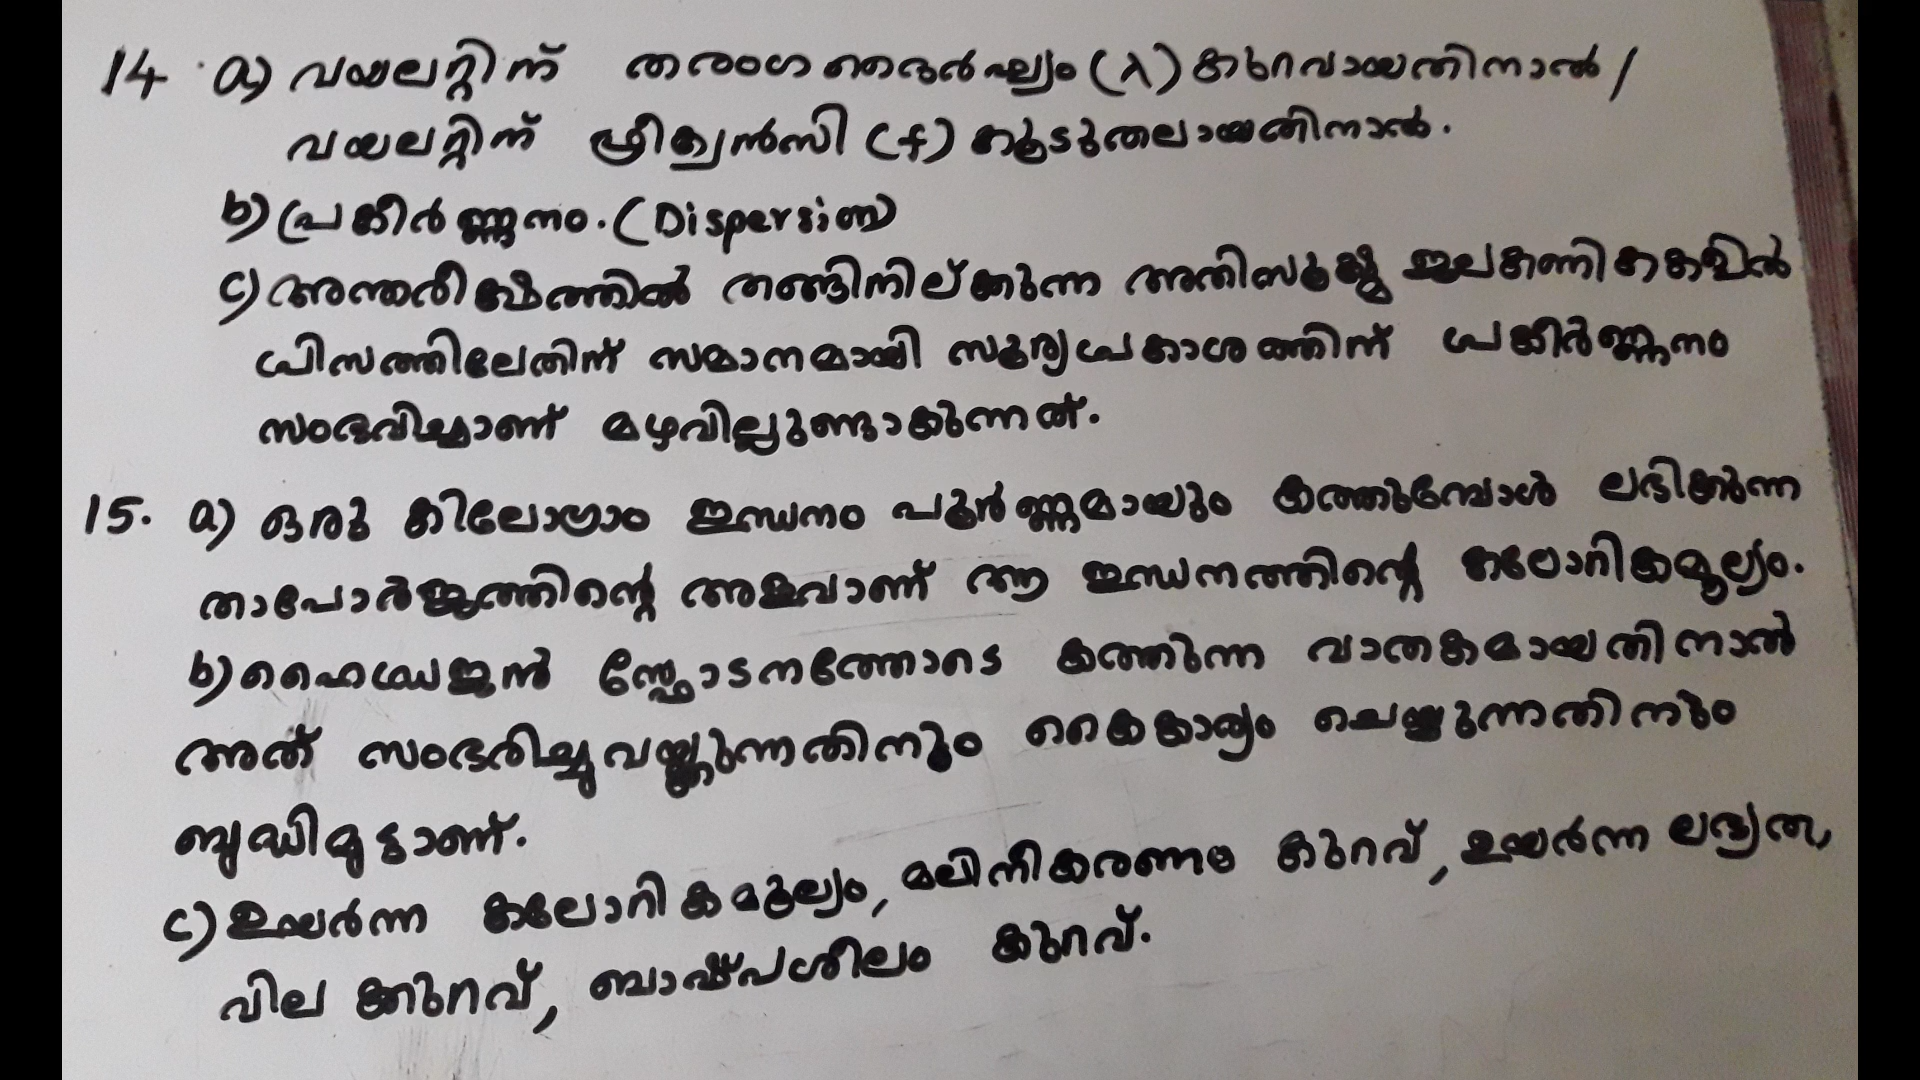 14 a) വയലറ്റിന് തരംഗദൈർഘ്യം (λ) കുറവായതിനാൽ /
വയലറ്റിന് ഫ്രീക്വൻസി (f) കൂടുതലായതിനാൽ.
b) പ്രകീർണ്ണനം. (Dispersion)
c) അന്തരീക്ഷത്തിൽ തങ്ങിനില്ക്കുന്ന അതിസൂക്ഷ്മ ജലകണികകളിൽ
പ്രിസത്തിലേതിന് സമാനമായി സൂര്യപ്രകാശത്തിന് പ്രകീർണ്ണനം
സംഭവിച്ചാണ് മഴവില്ലുണ്ടാകുന്നത്.
15. a) ഒരു കിലോഗ്രാം ഇന്ധനം പൂർണ്ണമായും കത്തുമ്പോൾ ലഭിക്കുന്ന
താപോർജ്ജത്തിന്റെ അളവാണ് ആ ഇന്ധനത്തിന്റെ കലോറികമൂല്യം.
b) ഹൈഡ്രജൻ സ്ഫോടനത്തോടെ കത്തുന്ന വാതകമായതിനാൽ
അത് സംഭരിച്ചുവയ്ക്കുന്നതിനും കൈകാര്യം ചെയ്യുന്നതിനും
ബുദ്ധിമുട്ടാണ്.
c) ഉയർന്ന കലോറികമൂല്യം, മലിനീകരണം കുറവ്, ഉയർന്ന ലഭ്യത,
വില കുറവ്, ബാഷ്പശീലം കുറവ്.